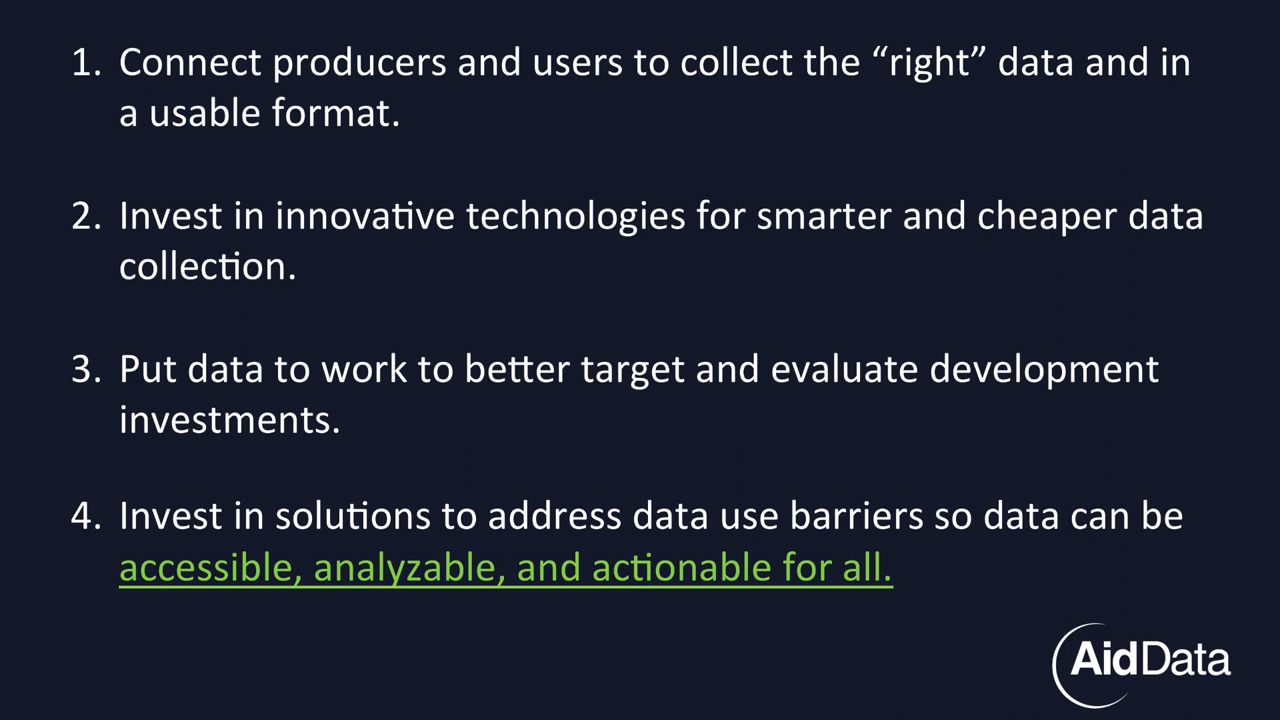 1. Connect producers and users to collect the “right” data and in
a usable format.
2. Invest in innovative technologies for smarter and cheaper data
collection.
3. Put data to work to better target and evaluate development
investments.
4. Invest in solutions to address data use barriers so data can be
accessible, analyzable, and actionable for all.
AidData